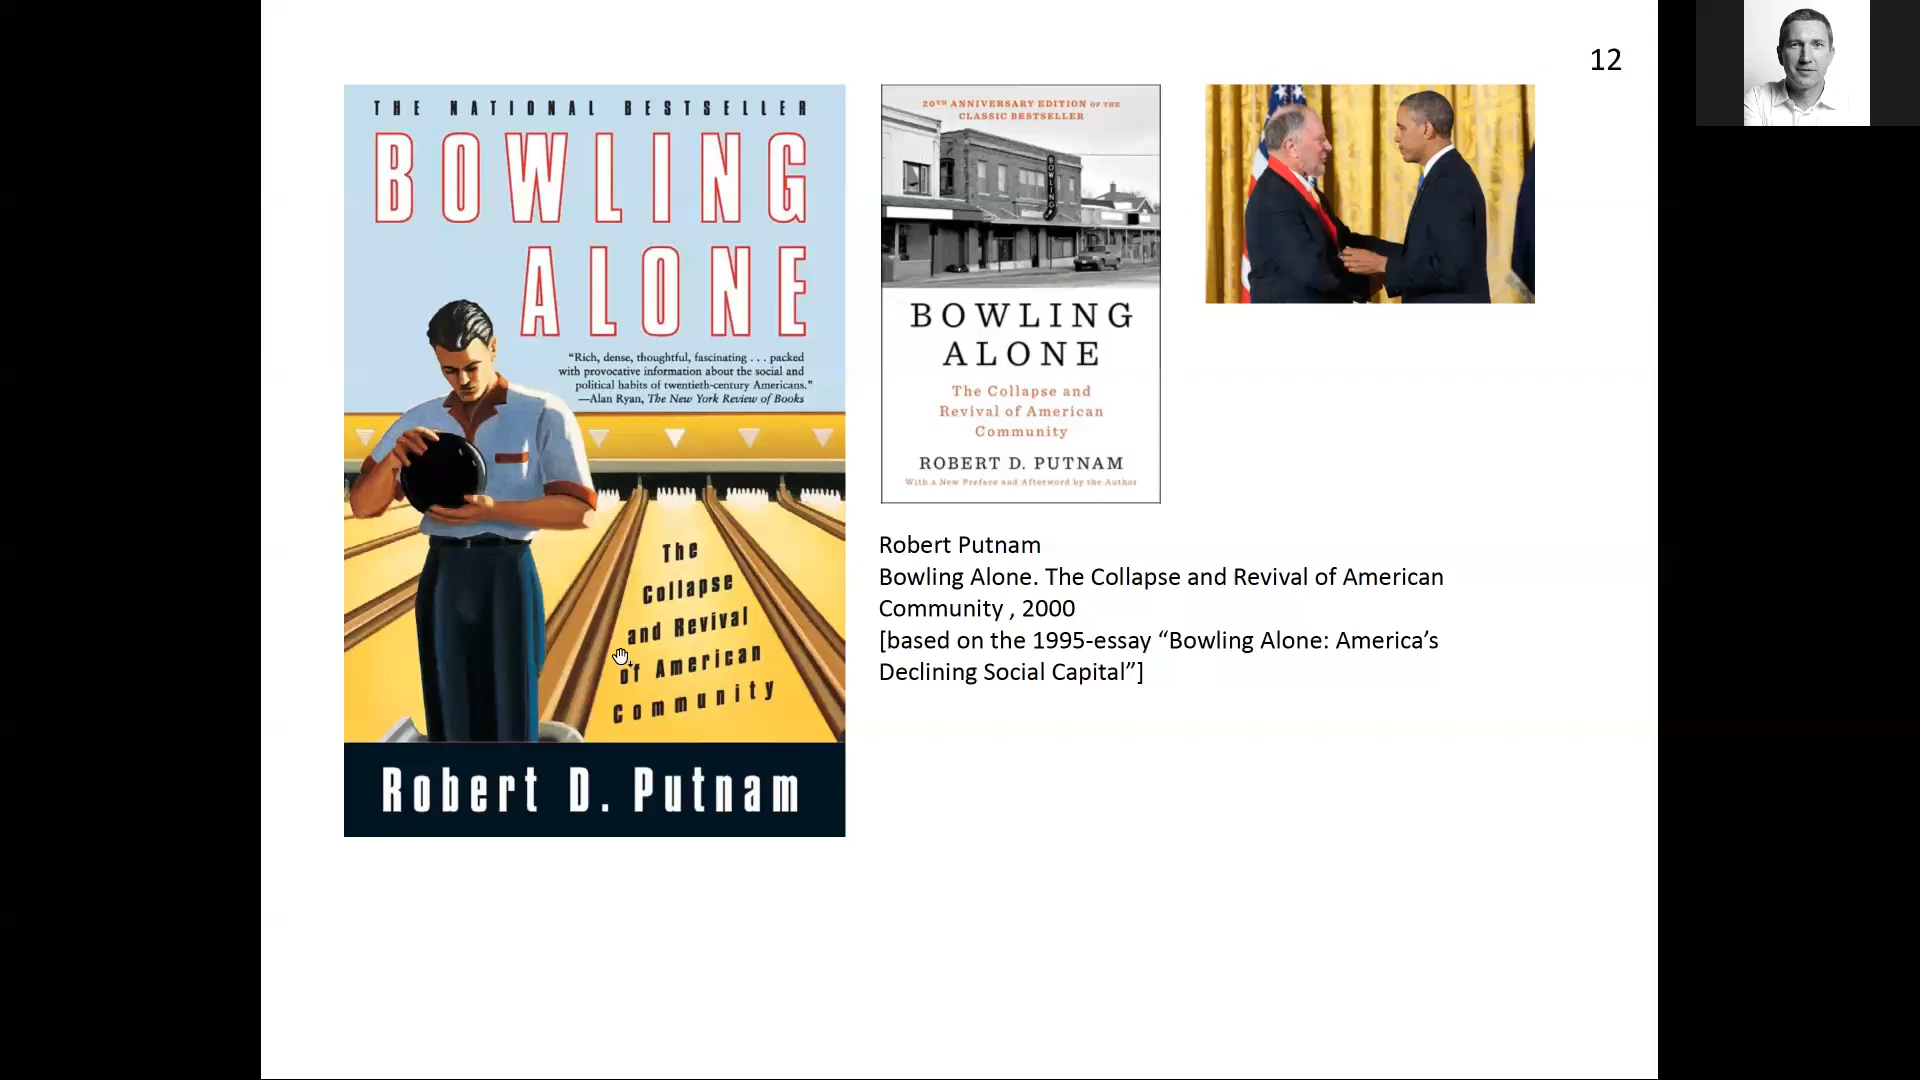 12
THE NATIONAL BESTSELLER
BOWLING
ALONE
“Rich, dense, thoughtful, fascinating . . . packed
with provocative information about the social and
political habits of twentieth-century Americans.”
—Alan Ryan, The New York Review of Books
The
Collapse
and Revival
of American
Community
Robert D. Putnam
20TH ANNIVERSARY EDITION OF THE
CLASSIC BESTSELLER
BOWLING
BOWLING
ALONE
The Collapse and
Revival of American
Community
ROBERT D. PUTNAM
With a New Preface and Afterword by the Author
Robert Putnam
Bowling Alone. The Collapse and Revival of American
Community , 2000
[based on the 1995-essay “Bowling Alone: America’s
Declining Social Capital”]